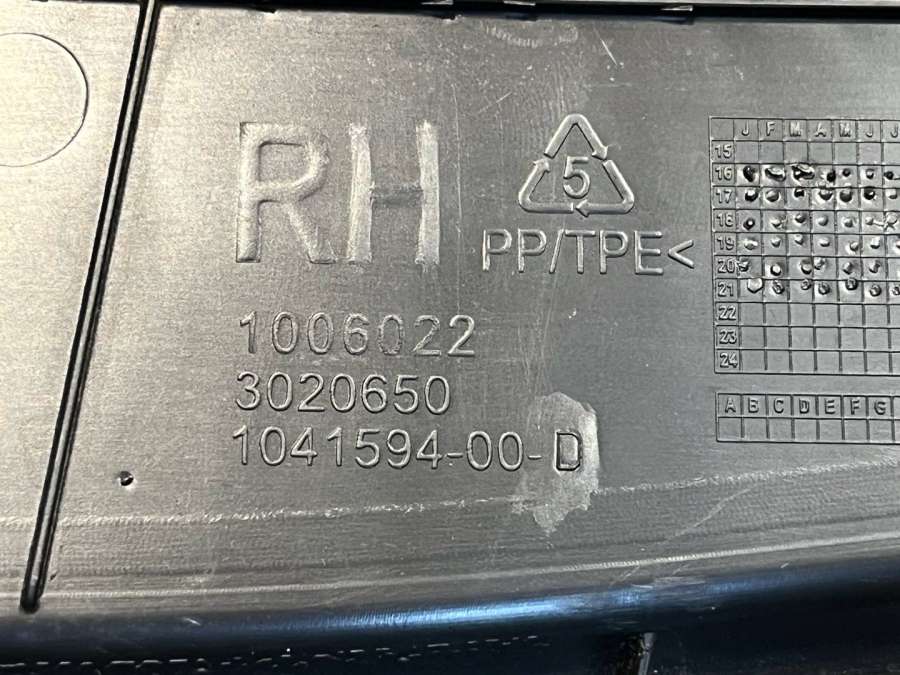 RH
5
PP/TPE<
1006022
3020650
1041594-00-D
J F M A M J J
15
16
17
18
19
20
21
22
23
24
A B C D E F G